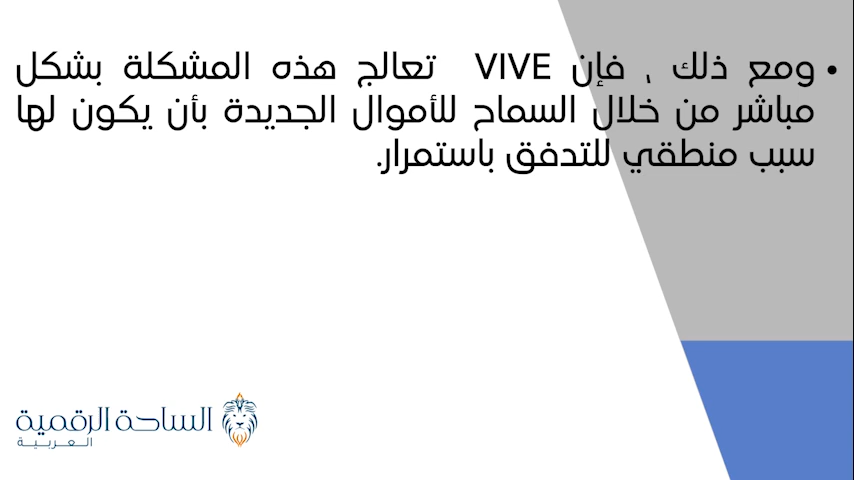 • ومع ذلك ، فإن VIVE تعالج هذه المشكلة بشكل
مباشر من خلال السماح للأموال الجديدة بأن يكون لها
سبب منطقي للتدفق باستمرار.
الساحة الرقمية
العربية